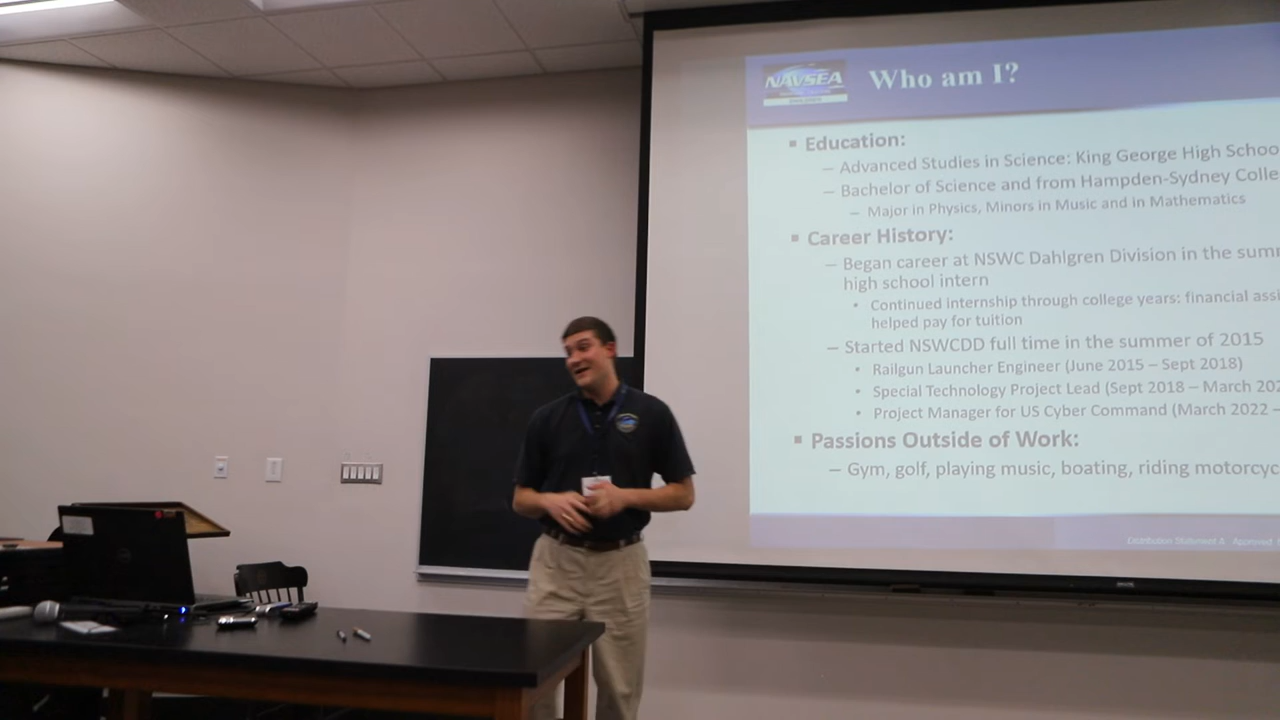 NAVSEA
Who am I?
Education:
– Advanced Studies in Science: King George High Schoo
– Bachelor of Science and from Hampden-Sydney Colle
– Major in Physics, Minors in Music and in Mathematics
Career History:
– Began career at NSWC Dahlgren Division in the sum
high school intern
• Continued internship through college years: financial assi
helped pay for tuition
– Started NSWCDD full time in the summer of 2015
• Railgun Launcher Engineer (June 2015 – Sept 2018)
• Special Technology Project Lead (Sept 2018 – March 202
• Project Manager for US Cyber Command (March 2022 –
Passions Outside of Work:
– Gym, golf, playing music, boating, riding motorcyc
Distribution Statement A Approved